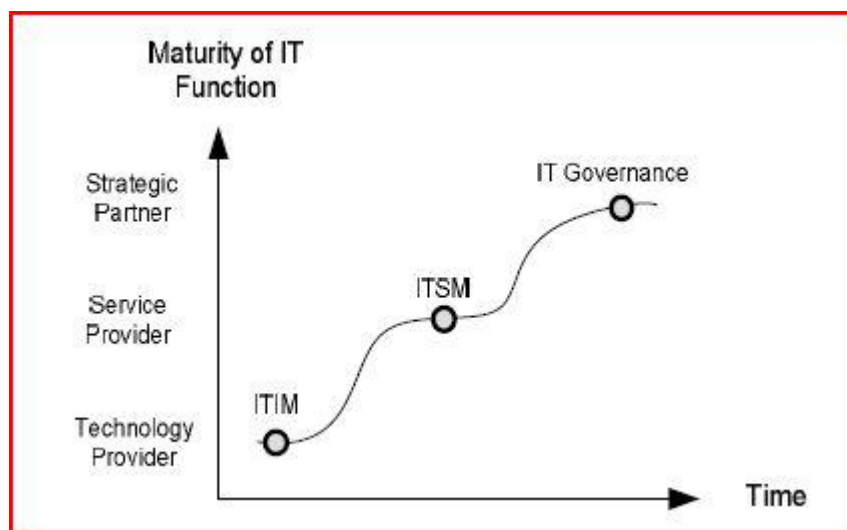 Maturity of IT
Function
Strategic
Partner
IT Governance
Service
Provider
ITSM
ITIM
Technology
Provider
Time